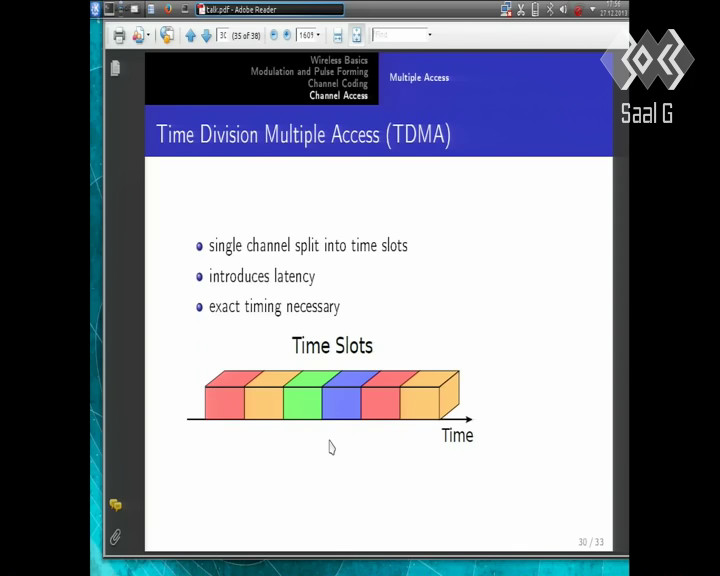 talk.pdf - Adobe Reader
17:56
27.12.2013
(35 of 38)
160%
Find
Wireless Basics
Modulation and Pulse Forming
Channel Coding
Channel Access
Multiple Access
Saal G
Time Division Multiple Access (TDMA)
single channel split into time slots
introduces latency
exact timing necessary
Time Slots
Time
30 / 33